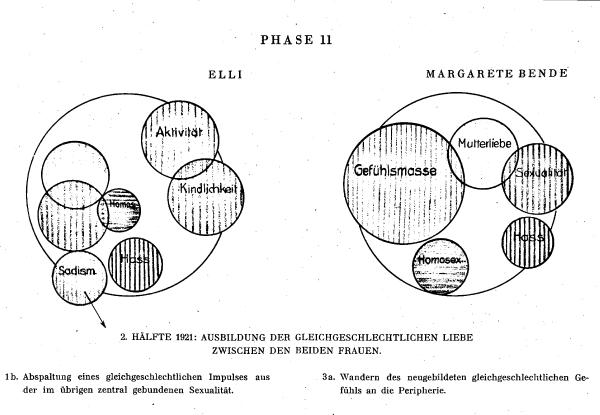 PHASE 11
ELLI
MARGARETE BENDE
Aktivität
Kindlichkeit
Homos.
Hass
Sadism.
Gefühlsmasse
Mutterliebe
Sexualität
Hass
Homosex.
2. HÄLFTE 1921: AUSBILDUNG DER GLEICHGESCHLECHTLICHEN LIEBE
ZWISCHEN DEN BEIDEN FRAUEN.
1b. Abspaltung eines gleichgeschlechtlichen Impulses aus
der im übrigen zentral gebundenen Sexualität.
3a. Wandern des neugebildeten gleichgeschlechtlichen Ge-
fühls an die Peripherie.